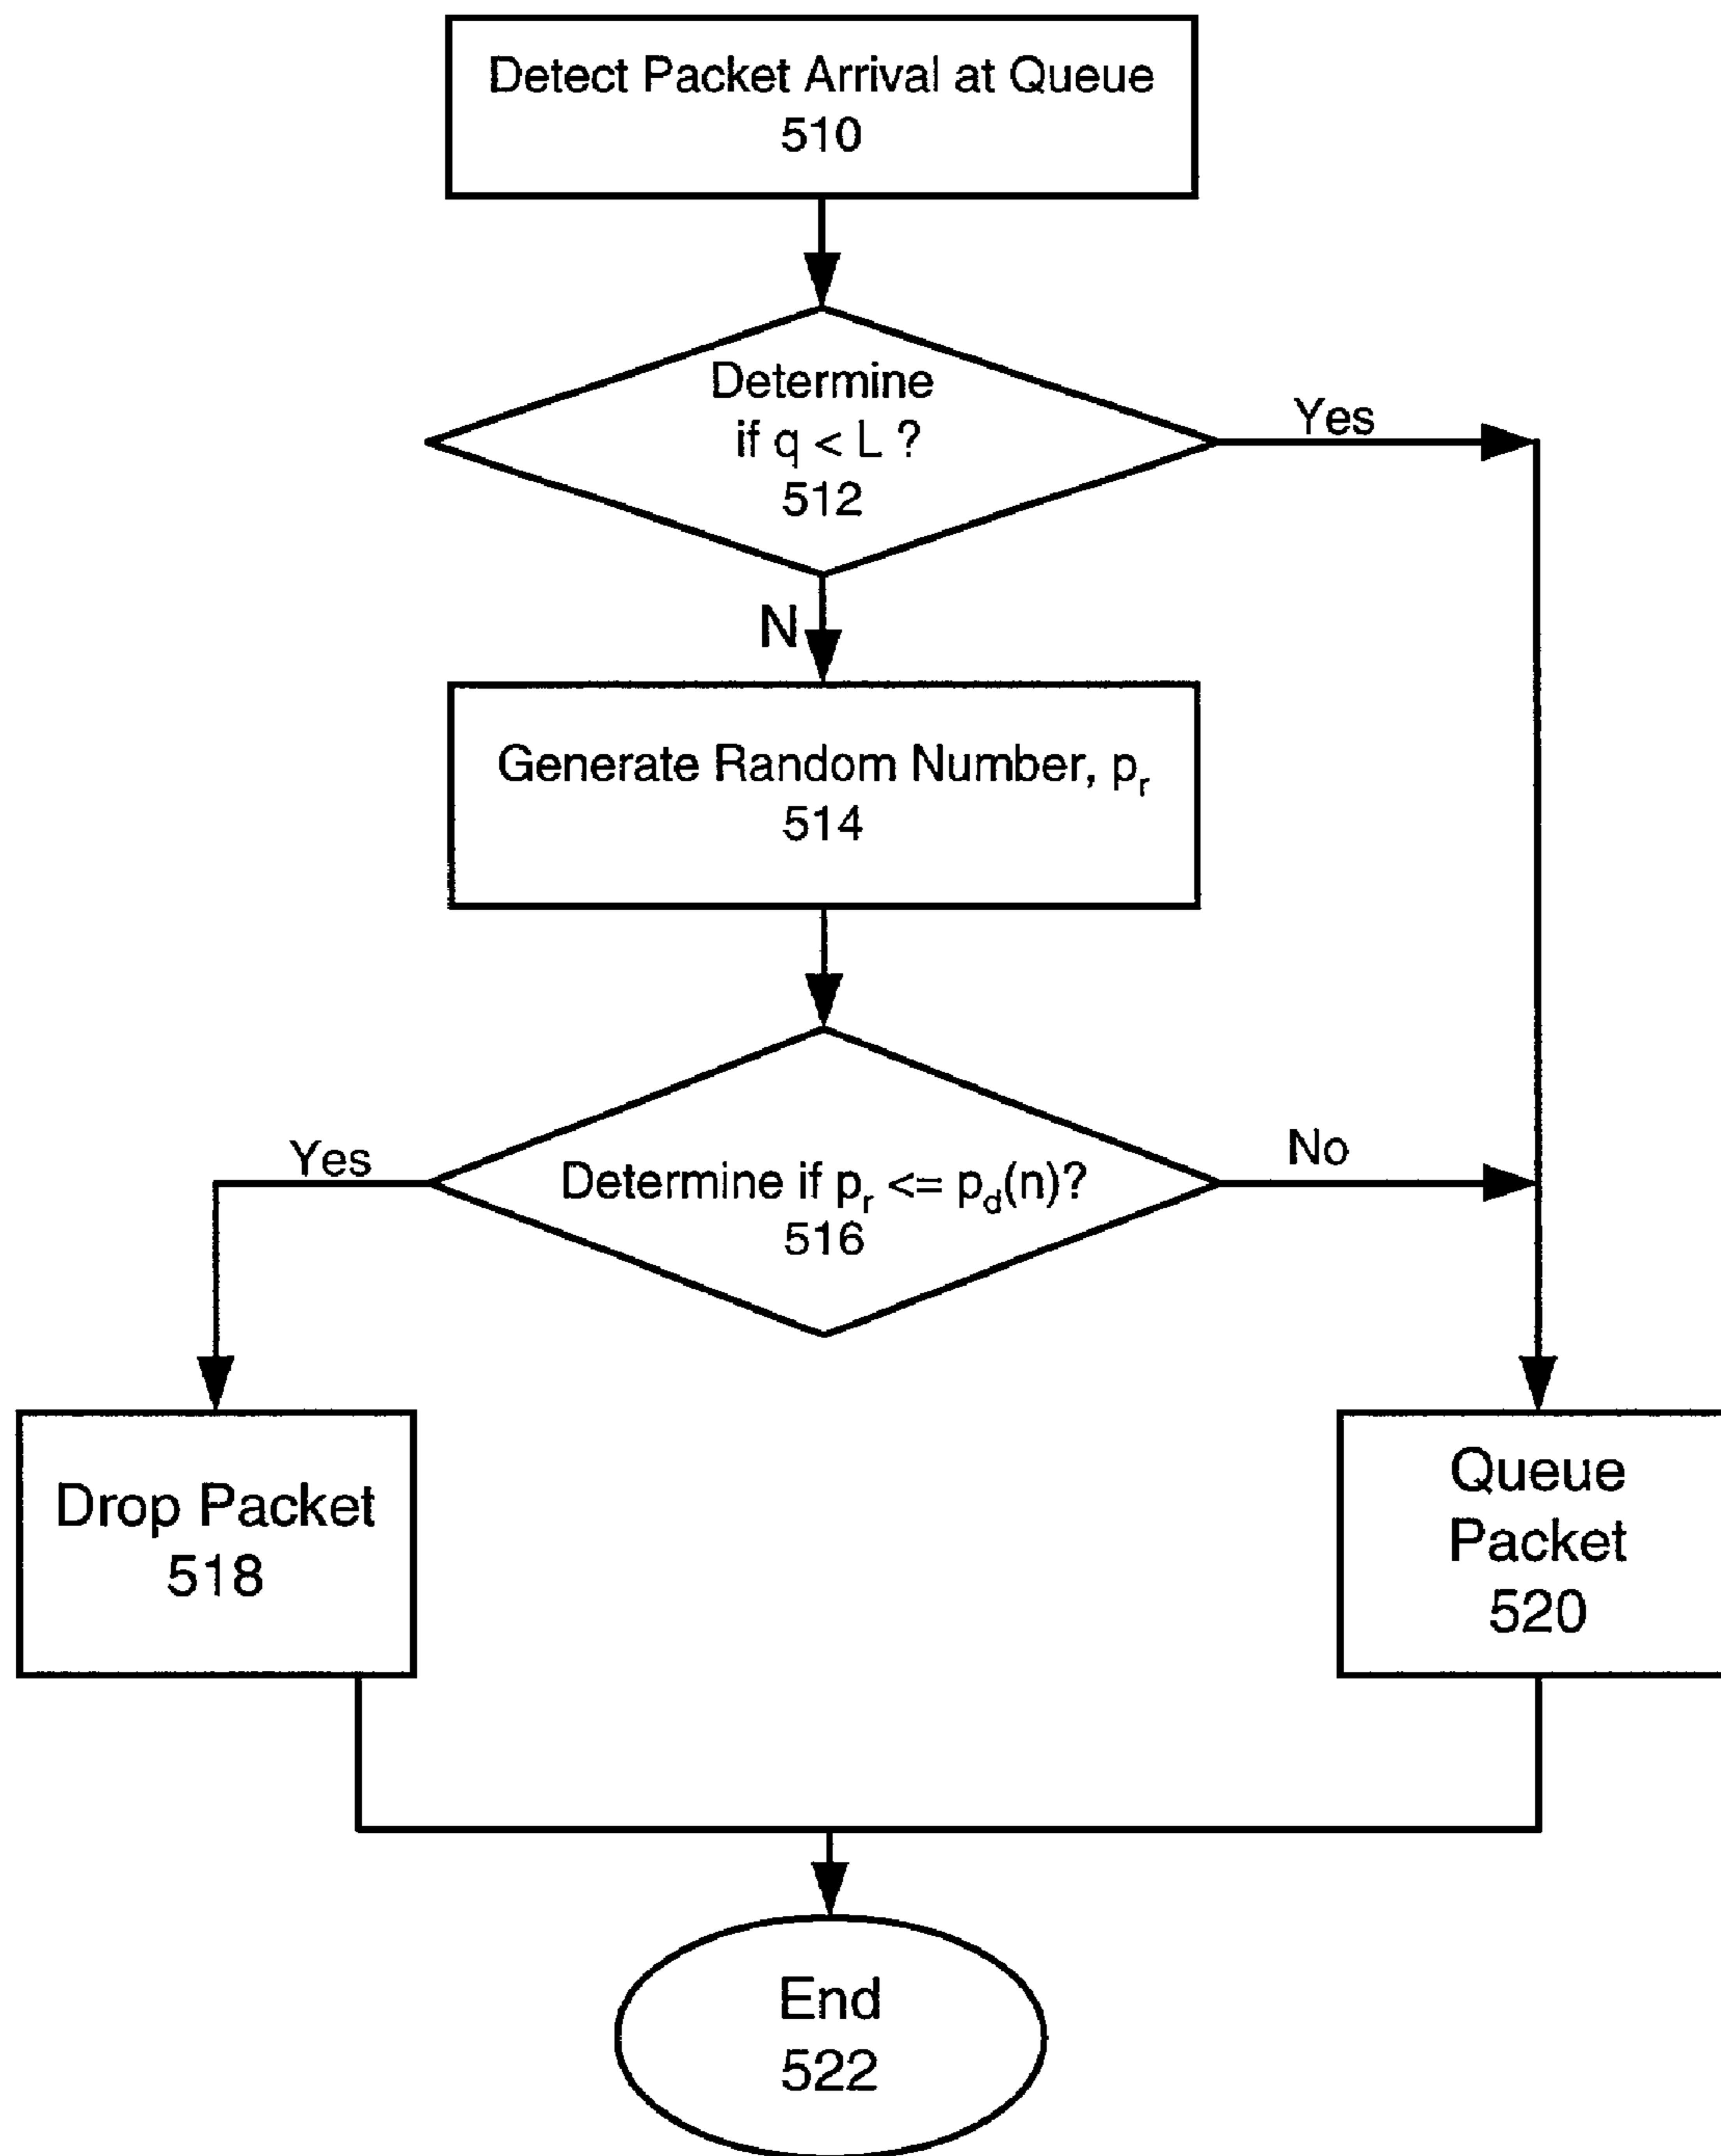 Detect Packet Arrival at Queue
510
Determine
if q < L ?
512
Yes
N
Generate Random Number, pr
514
Yes
Determine if pr <= pd(n)?
516
No
Drop Packet
518
Queue
Packet
520
End
522